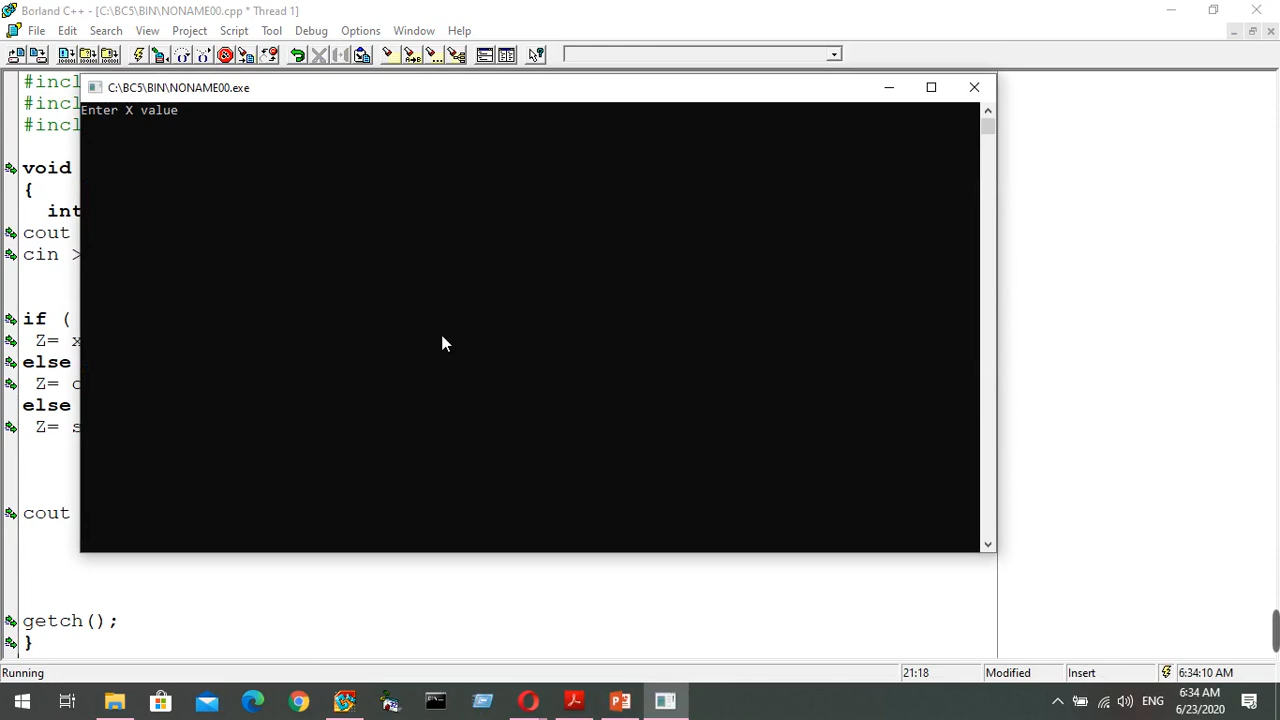 Borland C++ - [C:\BC5\BIN\NONAME00.cpp * Thread 1]
File Edit Search View Project Script Tool Debug Options Window Help
#incl
#incl
#incl
C:\BC5\BIN\NONAME00.exe
Enter X value
void
{
int
cout
cin >
if (
Z= x
else
Z= c
else
Z= s
cout
getch();
}
Running 21:18 Modified Insert 6:34:10 AM
ENG 6:34 AM
6/23/2020